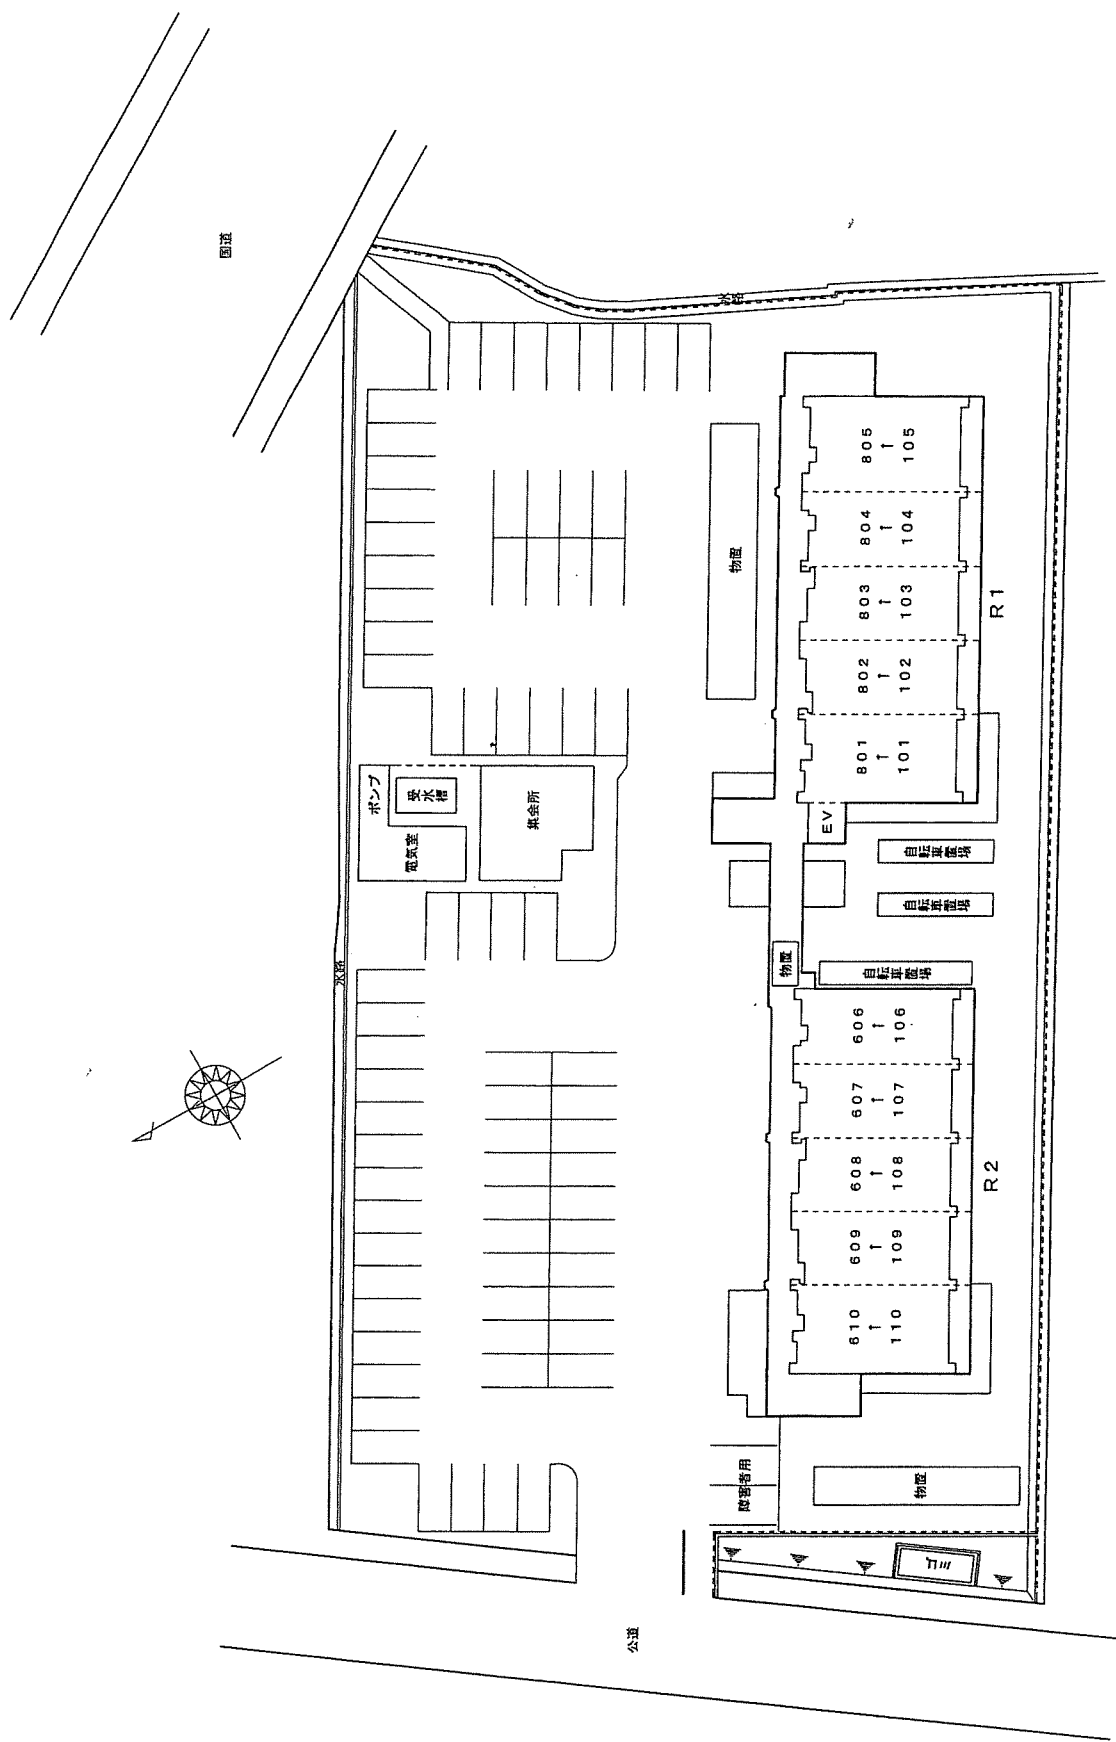 国道
水路
805
↑
105
804
↑
104
803
↑
103
802
↑
102
801
↑
101
R1
物置
ポンプ
受
水
槽
電気室
集会所
EV
自転車置場
自転車置場
自転車置場
物置
水路
606
↑
106
607
↑
107
608
↑
108
609
↑
109
610
↑
110
R2
障害者用
物置
ゴミ
公道